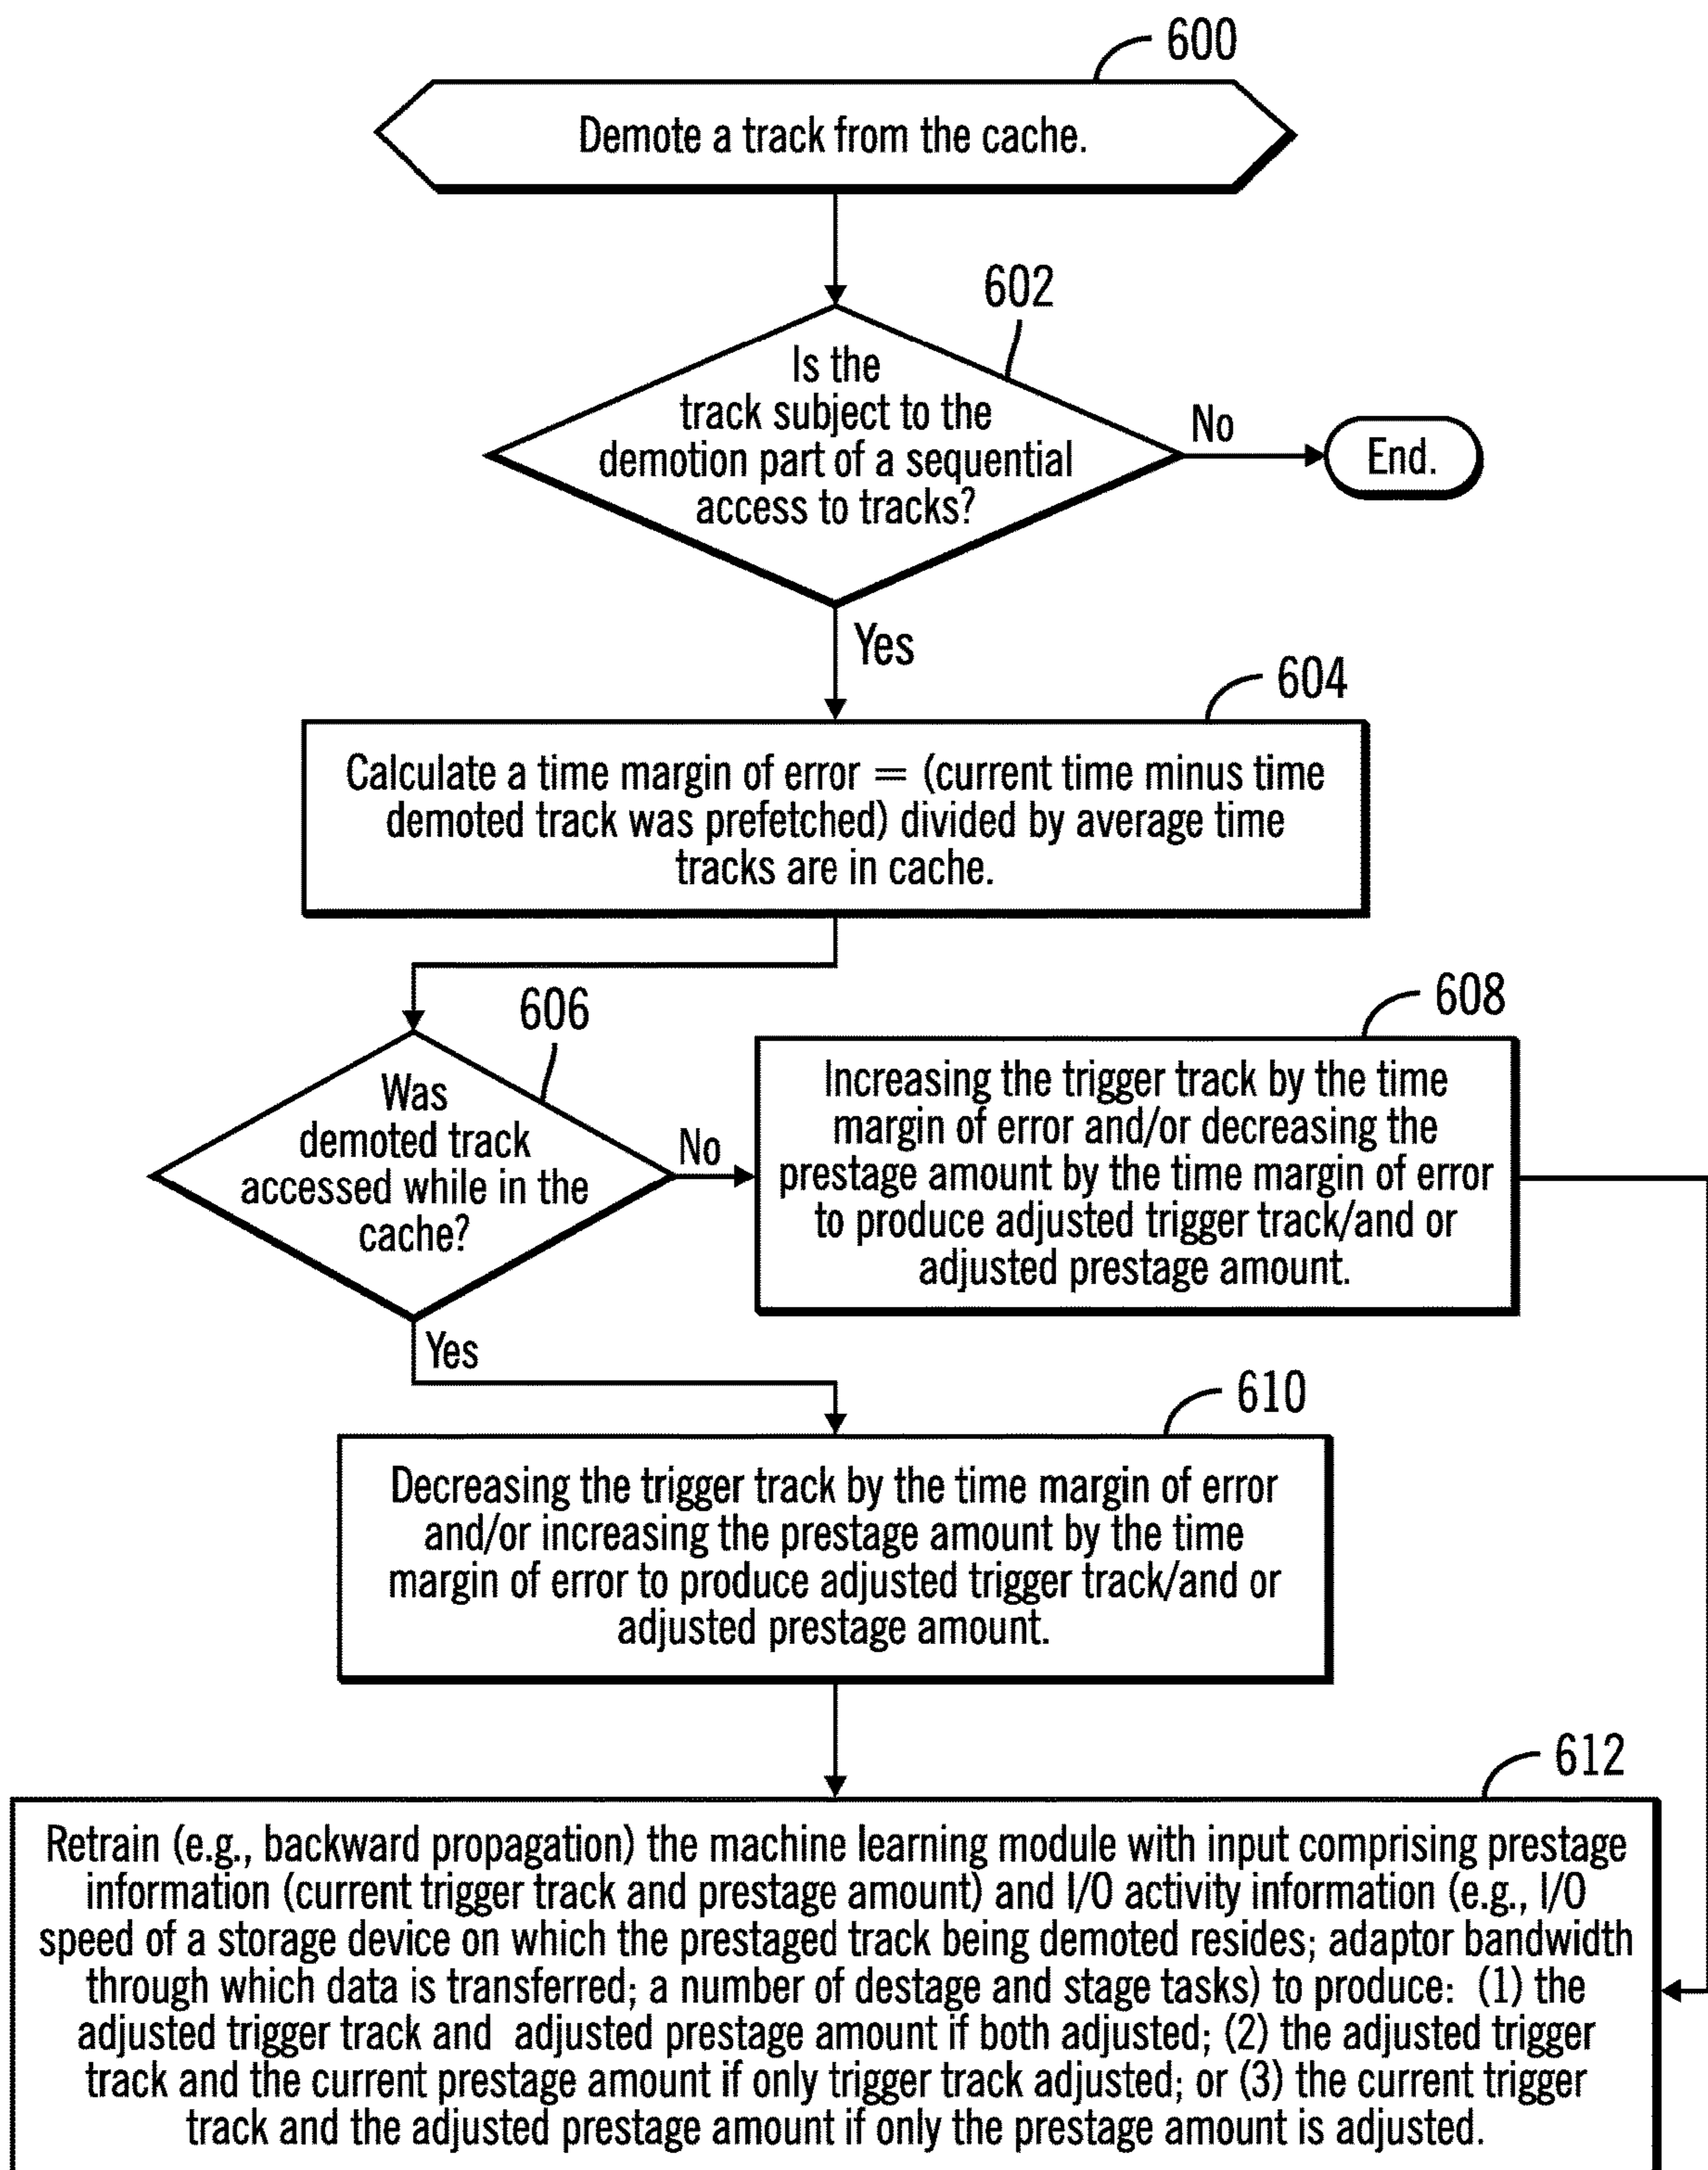 600
Demote a track from the cache.
602
Is the
track subject to the
demotion part of a sequential
access to tracks?
No
End.
Yes
604
Calculate a time margin of error = (current time minus time
demoted track was prefetched) divided by average time
tracks are in cache.
606
Was
demoted track
accessed while in the
cache?
No
608
Increasing the trigger track by the time
margin of error and/or decreasing the
prestage amount by the time margin of error
to produce adjusted trigger track/and or
adjusted prestage amount.
Yes
610
Decreasing the trigger track by the time margin of error
and/or increasing the prestage amount by the time
margin of error to produce adjusted trigger track/and or
adjusted prestage amount.
612
Retrain (e.g., backward propagation) the machine learning module with input comprising prestage
information (current trigger track and prestage amount) and I/O activity information (e.g., I/O
speed of a storage device on which the prestaged track being demoted resides; adaptor bandwidth
through which data is transferred; a number of destage and stage tasks) to produce: (1) the
adjusted trigger track and adjusted prestage amount if both adjusted; (2) the adjusted trigger
track and the current prestage amount if only trigger track adjusted; or (3) the current trigger
track and the adjusted prestage amount if only the prestage amount is adjusted.